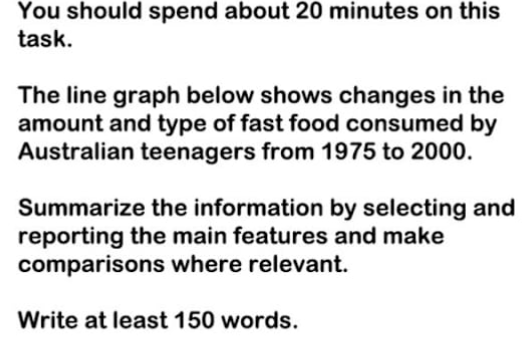 You should spend about 20 minutes on this
task.
The line graph below shows changes in the
amount and type of fast food consumed by
Australian teenagers from 1975 to 2000.
Summarize the information by selecting and
reporting the main features and make
comparisons where relevant.
Write at least 150 words.